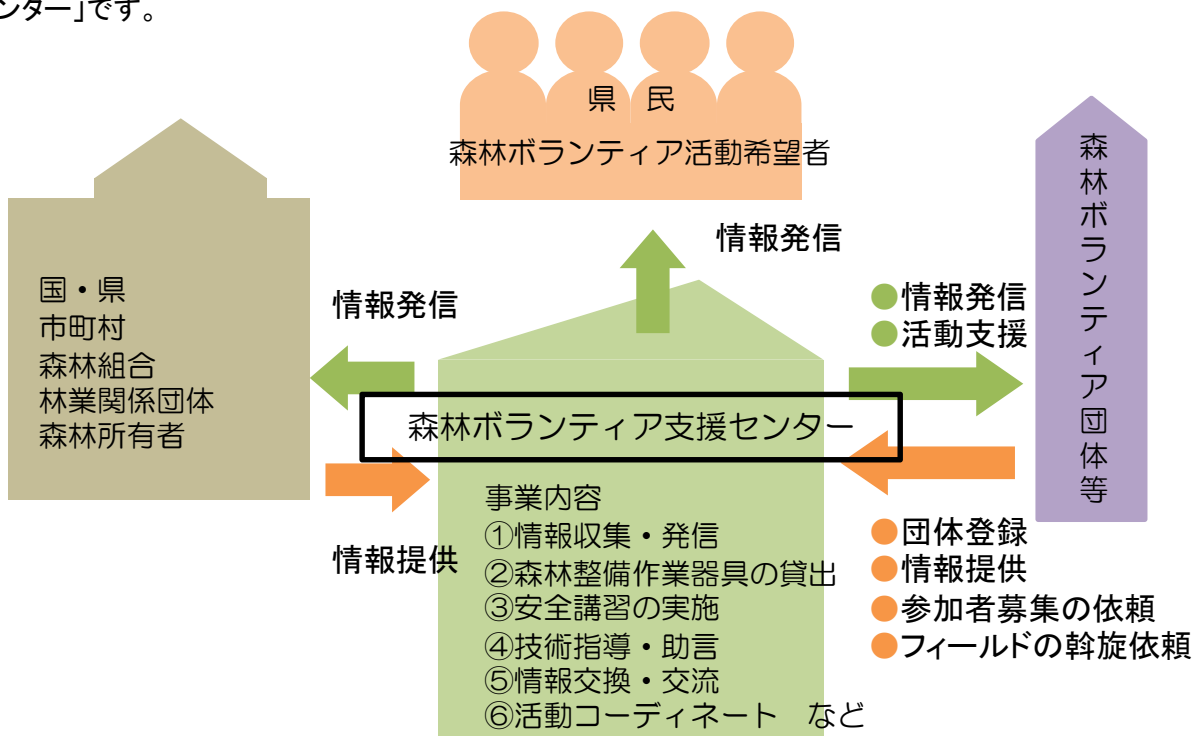 ンター」です。
県　民
森林ボランティア活動希望者
情報発信
国・県
市町村
森林組合
林業関係団体
森林所有者
情報発信
情報提供
●情報発信
●活動支援
森林ボランティア団体等
森林ボランティア支援センター
事業内容
①情報収集・発信
②森林整備作業器具の貸出
③安全講習の実施
④技術指導・助言
⑤情報交換・交流
⑥活動コーディネート　など
●団体登録
●情報提供
●参加者募集の依頼
●フィールドの斡旋依頼